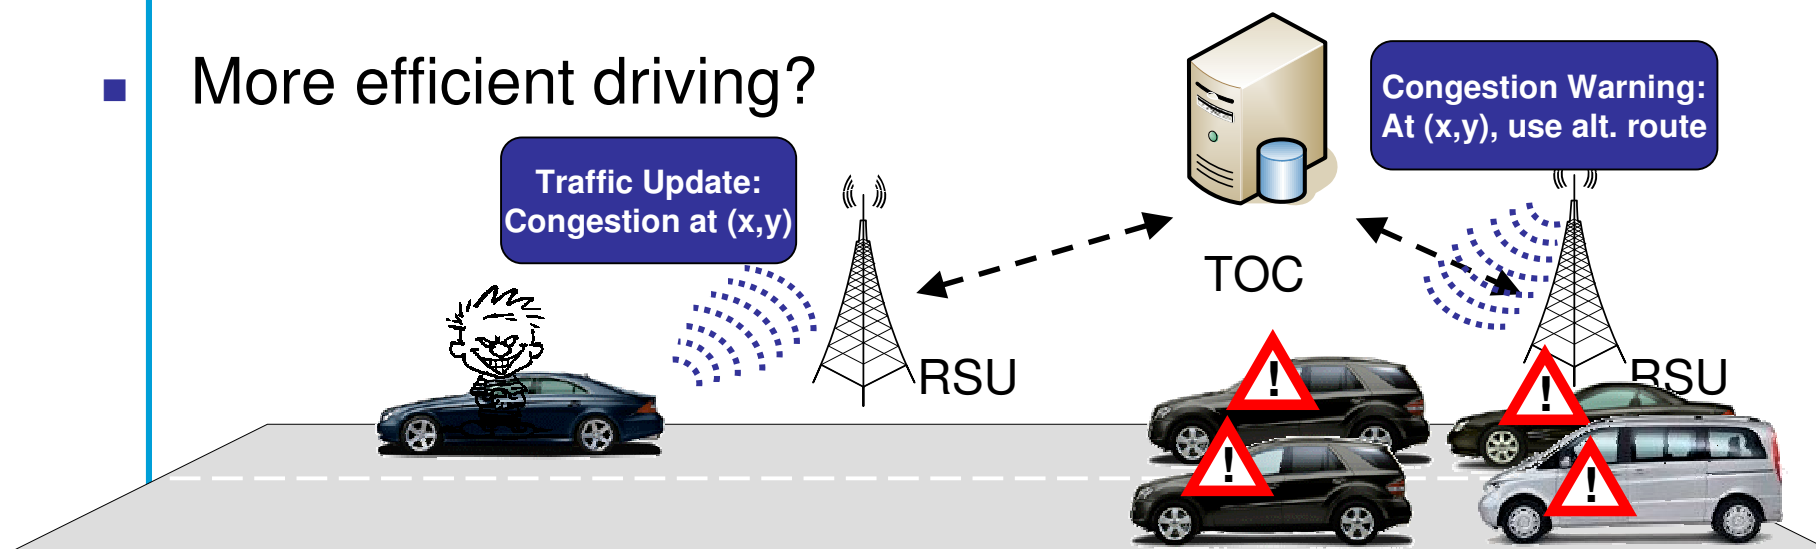 More efficient driving?
Traffic Update:
Congestion at (x,y)
Congestion Warning:
At (x,y), use alt. route
TOC
RSU
RSU
!
!
!
!